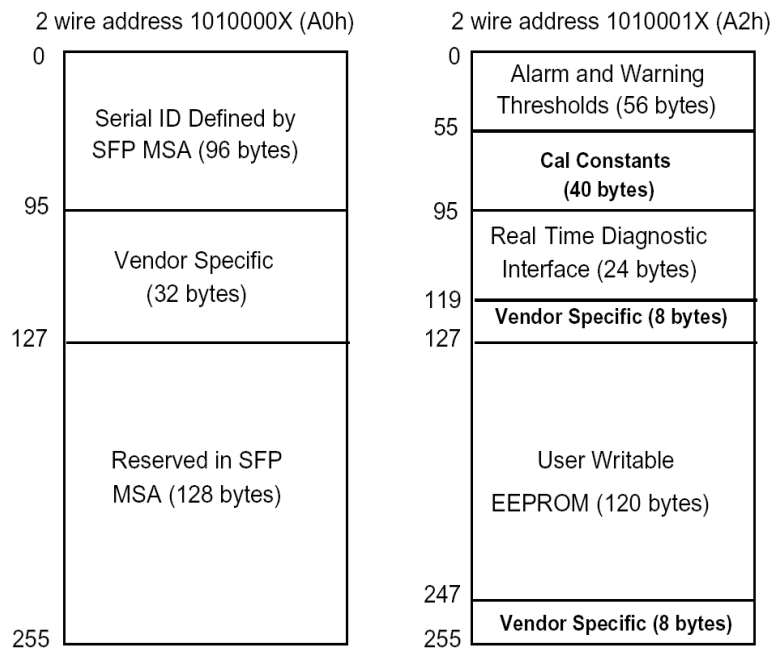 2 wire address 1010000X (A0h)
0
Serial ID Defined by
SFP MSA (96 bytes)
95
Vendor Specific
(32 bytes)
127
Reserved in SFP
MSA (128 bytes)
255
2 wire address 1010001X (A2h)
0
Alarm and Warning
Thresholds (56 bytes)
55
Cal Constants
(40 bytes)
95
Real Time Diagnostic
Interface (24 bytes)
119
Vendor Specific (8 bytes)
127
User Writable
EEPROM (120 bytes)
247
Vendor Specific (8 bytes)
255